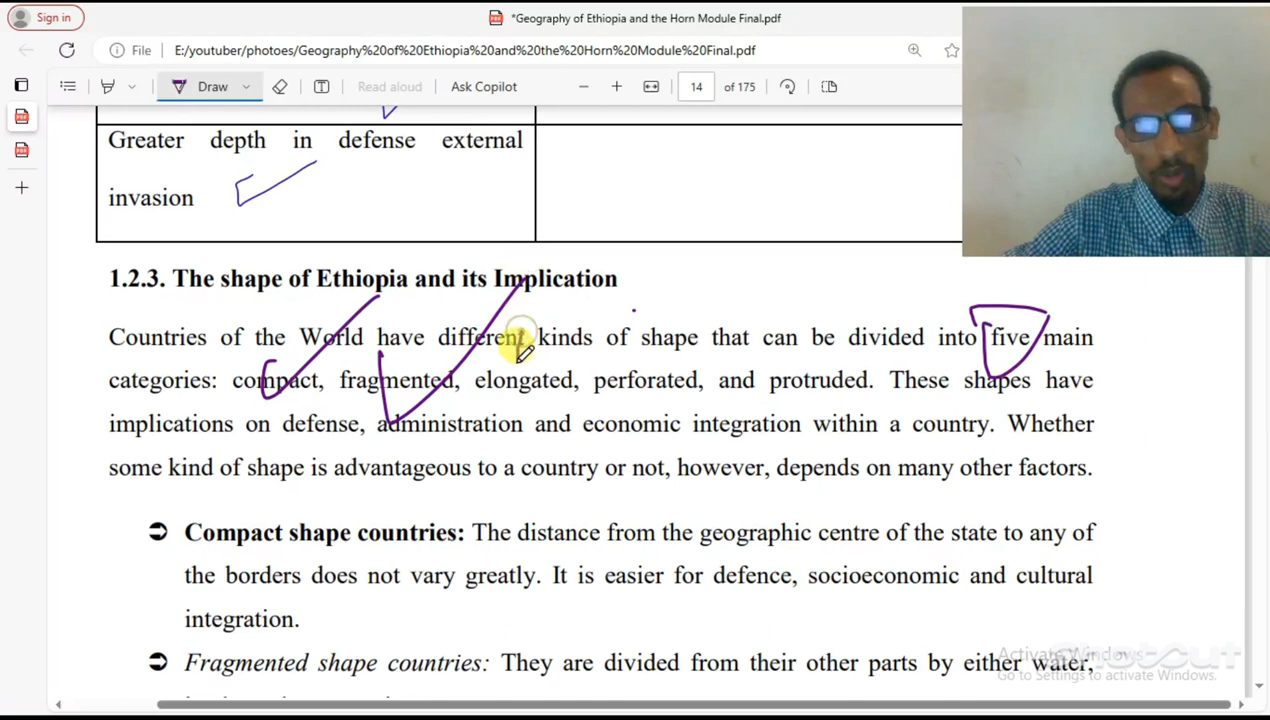 Sign in
*Geography of Ethiopia and the Horn Module Final.pdf
File E:/youtuber/photoes/Geography%20of%20Ethiopia%20and%20the%20Horn%20Module%20Final.pdf
Draw Read aloud Ask Copilot 14 of 175
Greater depth in defense external
invasion
1.2.3. The shape of Ethiopia and its Implication
Countries of the World have different kinds of shape that can be divided into five main
categories: compact, fragmented, elongated, perforated, and protruded. These shapes have
implications on defense, administration and economic integration within a country. Whether
some kind of shape is advantageous to a country or not, however, depends on many other factors.
Compact shape countries: The distance from the geographic centre of the state to any of
the borders does not vary greatly. It is easier for defence, socioeconomic and cultural
integration.
Fragmented shape countries: They are divided from their other parts by either water,
Activate Windows
Go to Settings to activate Windows.